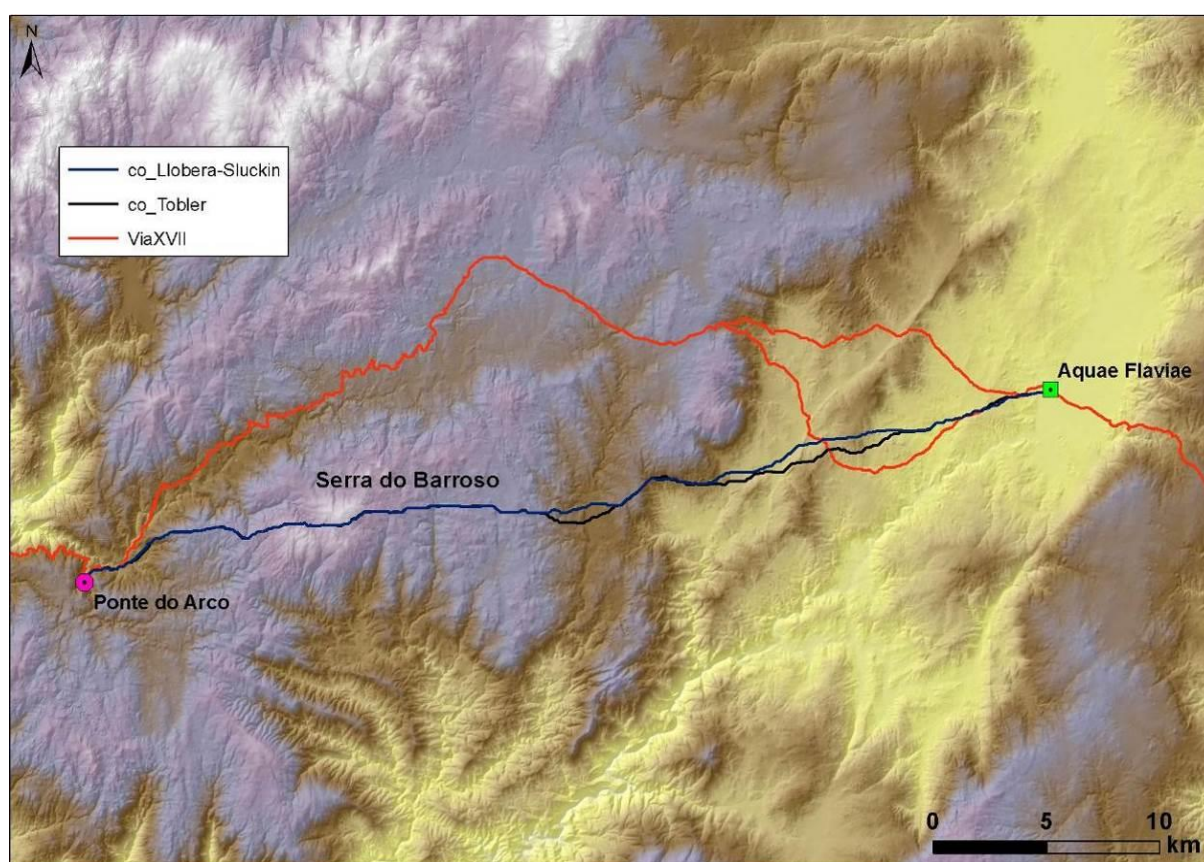 N
co_Llobera-Sluckin
co_Tobler
ViaXVII
Aquae Flaviae
Serra do Barroso
Ponte do Arco
0 5 10
km